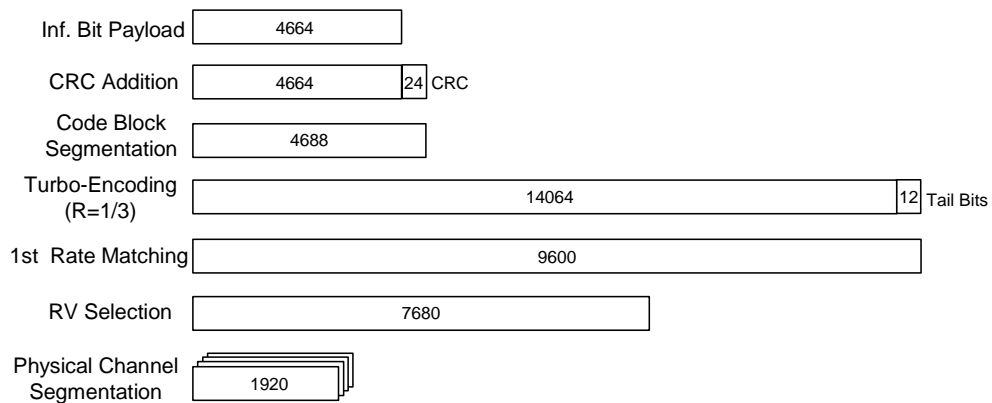 Inf. Bit Payload 4664
CRC Addition 4664 24 CRC
Code Block
Segmentation 4688
Turbo-Encoding
(R=1/3) 14064 12 Tail Bits
1st Rate Matching 9600
RV Selection 7680
Physical Channel
Segmentation 1920